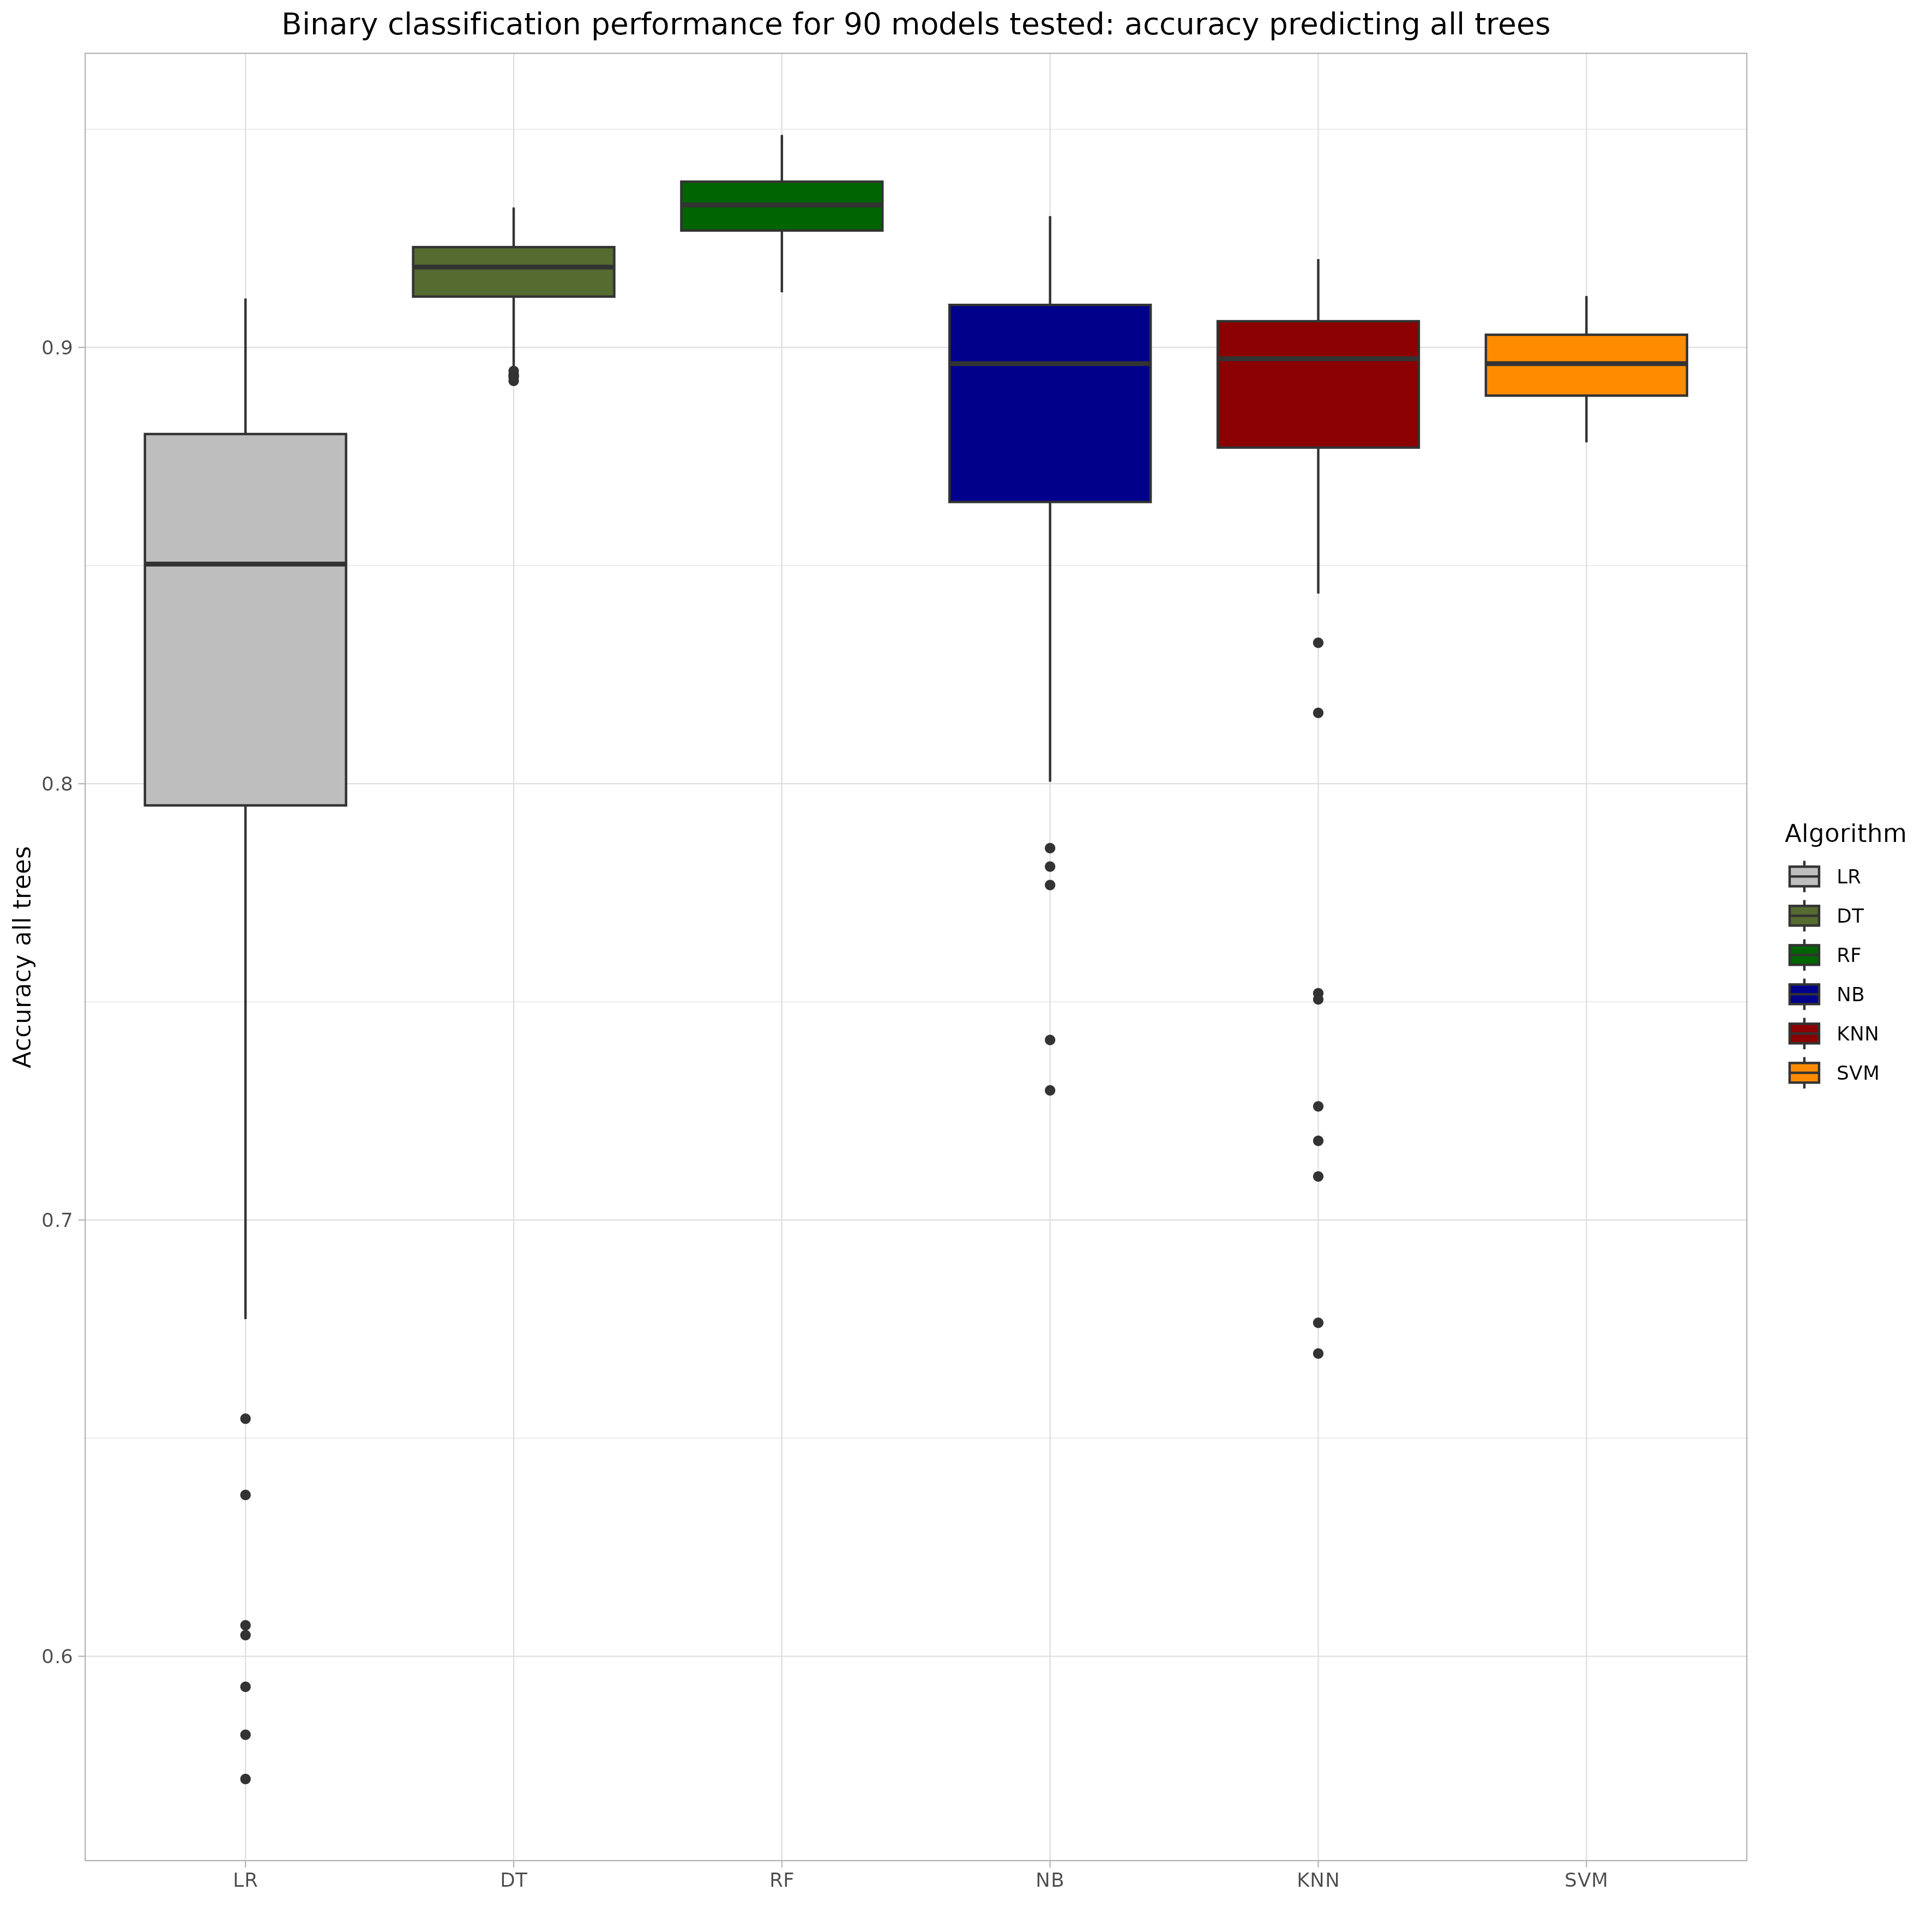 Binary classification performance for 90 models tested: accuracy predicting all trees
Accuracy all trees
0.9
0.8
0.7
0.6
LR
DT
RF
NB
KNN
SVM
Algorithm
LR
DT
RF
NB
KNN
SVM